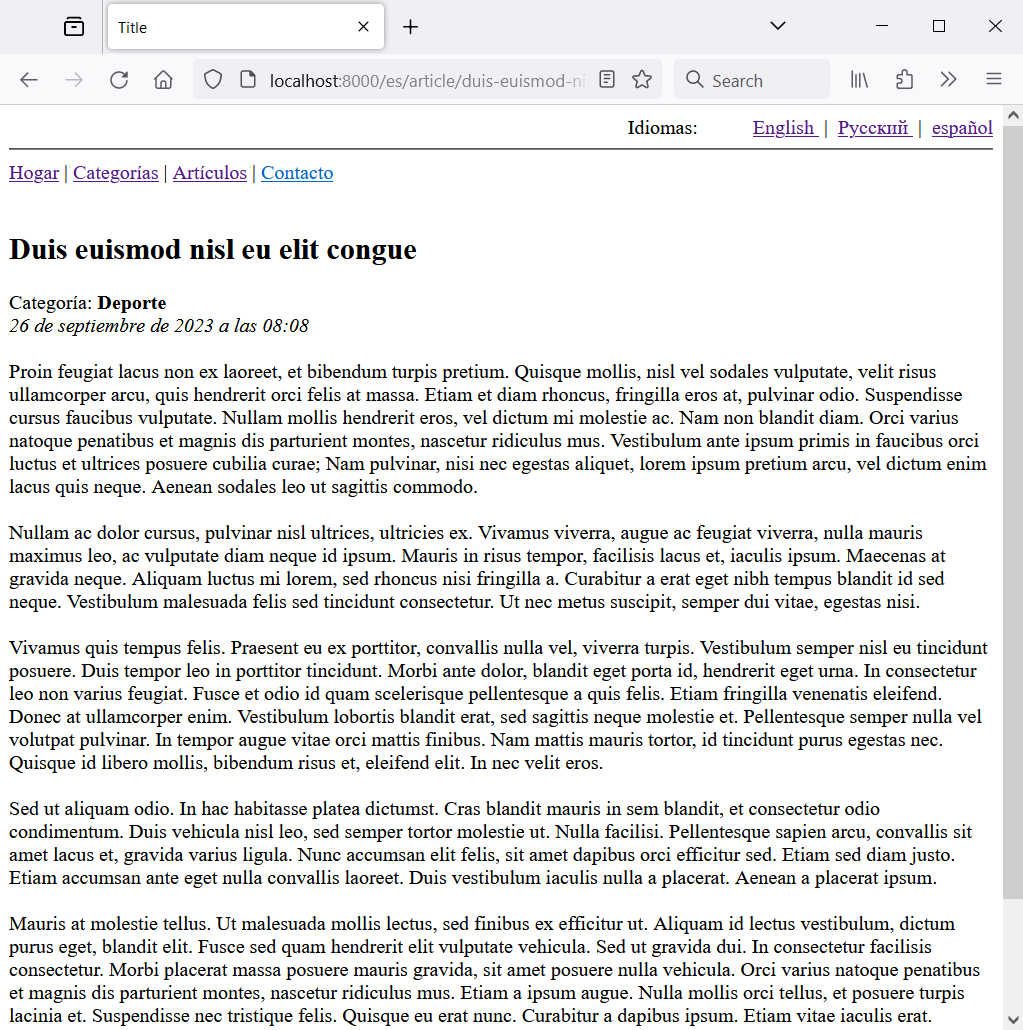 Title
localhost:8000/es/article/duis-euismod-ni
Search
Idiomas: English | Русский | español
Hogar | Categorías | Artículos | Contacto
Duis euismod nisl eu elit congue
Categoría: Deporte
26 de septiembre de 2023 a las 08:08
Proin feugiat lacus non ex laoreet, et bibendum turpis pretium. Quisque mollis, nisl vel sodales vulputate, velit risus
ullamcorper arcu, quis hendrerit orci felis at massa. Etiam et diam rhoncus, fringilla eros at, pulvinar odio. Suspendisse
cursus faucibus vulputate. Nullam mollis hendrerit eros, vel dictum mi molestie ac. Nam non blandit diam. Orci varius
natoque penatibus et magnis dis parturient montes, nascetur ridiculus mus. Vestibulum ante ipsum primis in faucibus orci
luctus et ultrices posuere cubilia curae; Nam pulvinar, nisi nec egestas aliquet, lorem ipsum pretium arcu, vel dictum enim
lacus quis neque. Aenean sodales leo ut sagittis commodo.
Nullam ac dolor cursus, pulvinar nisl ultrices, ultricies ex. Vivamus viverra, augue ac feugiat viverra, nulla mauris
maximus leo, ac vulputate diam neque id ipsum. Mauris in risus tempor, facilisis lacus et, iaculis ipsum. Maecenas at
gravida neque. Aliquam luctus mi lorem, sed rhoncus nisi fringilla a. Curabitur a erat eget nibh tempus blandit id sed
neque. Vestibulum malesuada felis sed tincidunt consectetur. Ut nec metus suscipit, semper dui vitae, egestas nisi.
Vivamus quis tempus felis. Praesent eu ex porttitor, convallis nulla vel, viverra turpis. Vestibulum semper nisl eu tincidunt
posuere. Duis tempor leo in porttitor tincidunt. Morbi ante dolor, blandit eget porta id, hendrerit eget urna. In consectetur
leo non varius feugiat. Fusce et odio id quam scelerisque pellentesque a quis felis. Etiam fringilla venenatis eleifend.
Donec at ullamcorper enim. Vestibulum lobortis blandit erat, sed sagittis neque molestie et. Pellentesque semper nulla vel
volutpat pulvinar. In tempor augue vitae orci mattis finibus. Nam mattis mauris tortor, id tincidunt purus egestas nec.
Quisque id libero mollis, bibendum risus et, eleifend elit. In nec velit eros.
Sed ut aliquam odio. In hac habitasse platea dictumst. Cras blandit mauris in sem blandit, et consectetur odio
condimentum. Duis vehicula nisl leo, sed semper tortor molestie ut. Nulla facilisi. Pellentesque sapien arcu, convallis sit
amet lacus et, gravida varius ligula. Nunc accumsan elit felis, sit amet dapibus orci efficitur sed. Etiam sed diam justo.
Etiam accumsan ante eget nulla convallis laoreet. Duis vestibulum iaculis nulla a placerat. Aenean a placerat ipsum.
Mauris at molestie tellus. Ut malesuada mollis lectus, sed finibus ex efficitur ut. Aliquam id lectus vestibulum, dictum
purus eget, blandit elit. Fusce sed quam hendrerit elit vulputate vehicula. Sed ut gravida dui. In consectetur facilisis
consectetur. Morbi placerat massa posuere mauris gravida, sit amet posuere nulla vehicula. Orci varius natoque penatibus
et magnis dis parturient montes, nascetur ridiculus mus. Etiam a ipsum augue. Nulla mollis orci tellus, et posuere turpis
lacinia et. Suspendisse nec tristique felis. Quisque eu erat nunc. Curabitur a dapibus ipsum. Etiam vitae iaculis erat.